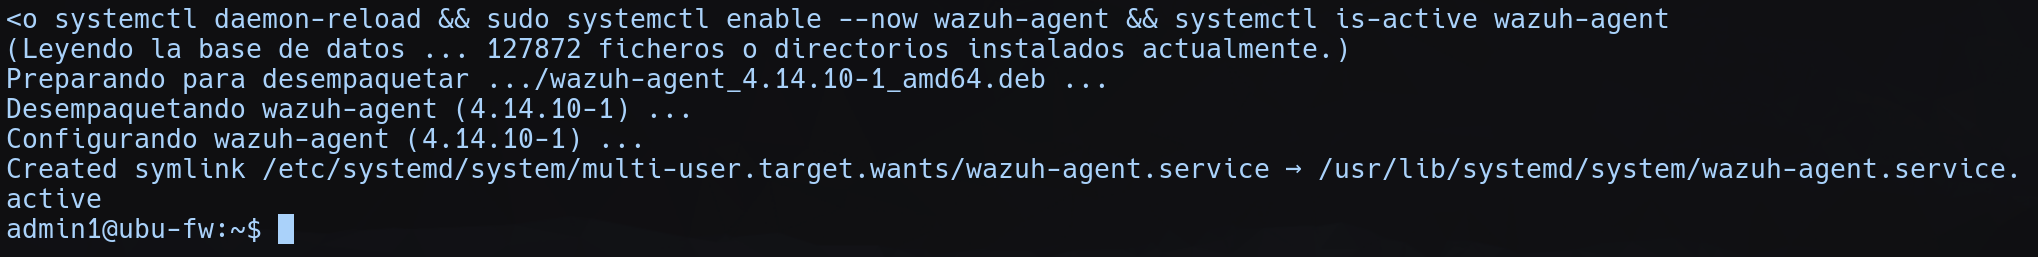 <o systemctl daemon-reload && sudo systemctl enable --now wazuh-agent && systemctl is-active wazuh-agent
(Leyendo la base de datos ... 127872 ficheros o directorios instalados actualmente.)
Preparando para desempaquetar .../wazuh-agent_4.14.10-1_amd64.deb ...
Desempaquetando wazuh-agent (4.14.10-1) ...
Configurando wazuh-agent (4.14.10-1) ...
Created symlink /etc/systemd/system/multi-user.target.wants/wazuh-agent.service → /usr/lib/systemd/system/wazuh-agent.service.
active
admin1@ubu-fw:~$